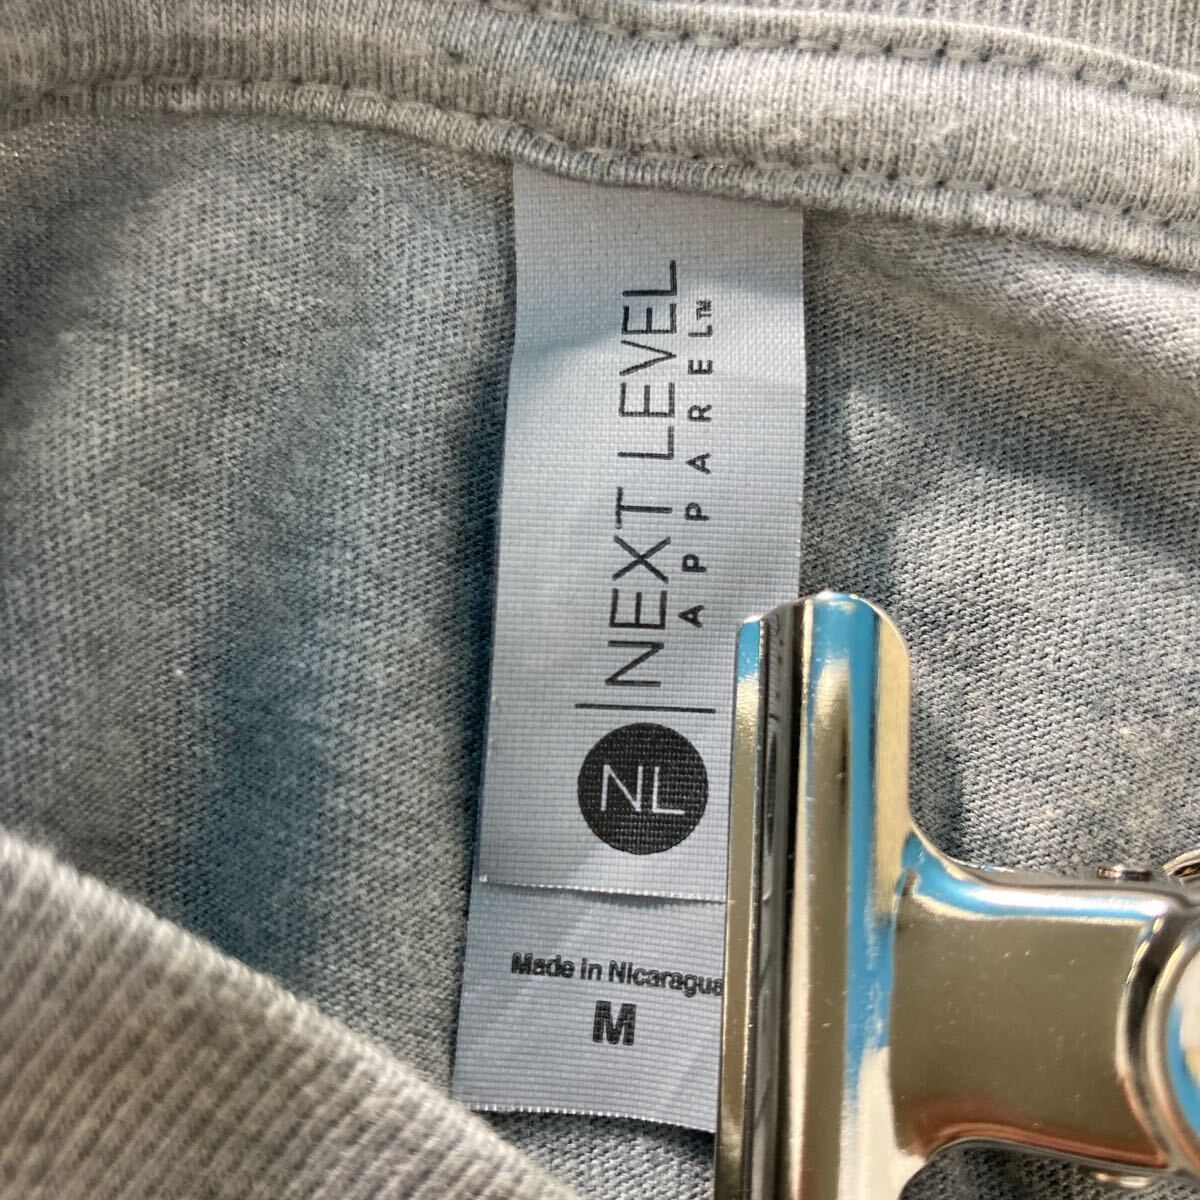 NEXT LEVEL
APPAREL™
NL
Made in Nicaragua
M